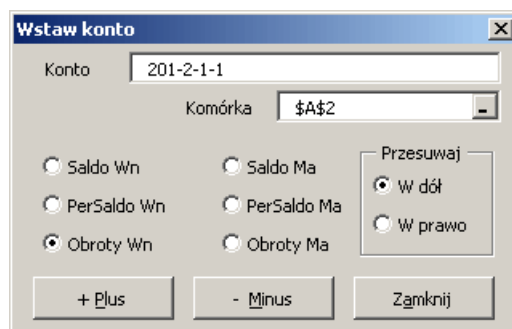 Wstaw konto
Konto 201-2-1-1
Komórka $A$2
Saldo Wn Saldo Ma Przesuwaj
PerSaldo Wn PerSaldo Ma W dół
Obroty Wn Obroty Ma W prawo
+ Plus - Minus Zamknij